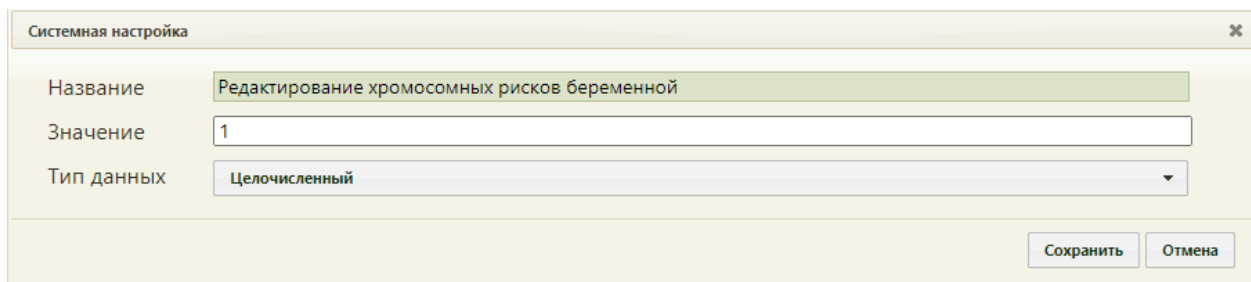 Системная настройка
Название Редактирование хромосомных рисков беременной
Значение 1
Тип данных Целочисленный
Сохранить Отмена